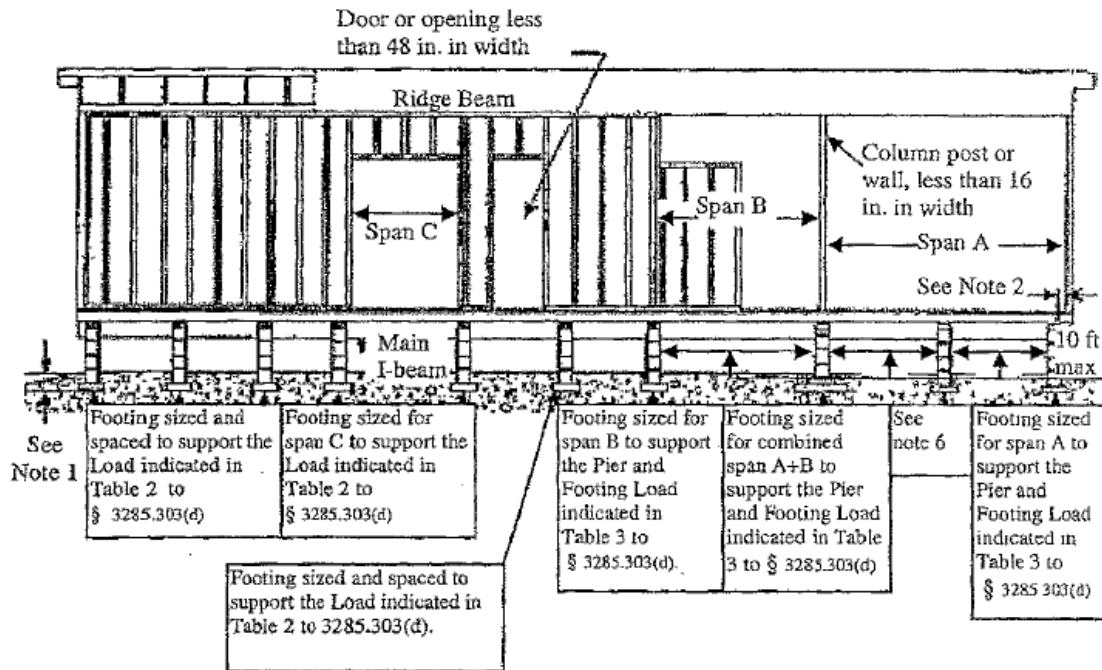 Door or opening less
than 48 in. in width
Ridge Beam
Column post or
wall, less than 16
in. in width
Span C
Span B
Span A
See Note 2
Main
I-beam
10 ft
max
See
Note 1
Footing sized and
spaced to support the
Load indicated in
Table 2 to
§ 3285.303(d)
Footing sized for
span C to support the
Load indicated in
Table 2 to
§ 3285.303(d)
Footing sized for
span B to support
the Pier and
Footing Load
indicated in
Table 3 to
§ 3285.303(d).
Footing sized
for combined
span A+B to
support the Pier
and Footing Load
indicated in Table
3 to § 3285.303(d)
See
note 6
Footing sized
for span A to
support the
Pier and
Footing Load
indicated in
Table 3 to
§ 3285 303(d)
Footing sized and spaced to
support the Load indicated in
Table 2 to 3285.303(d).